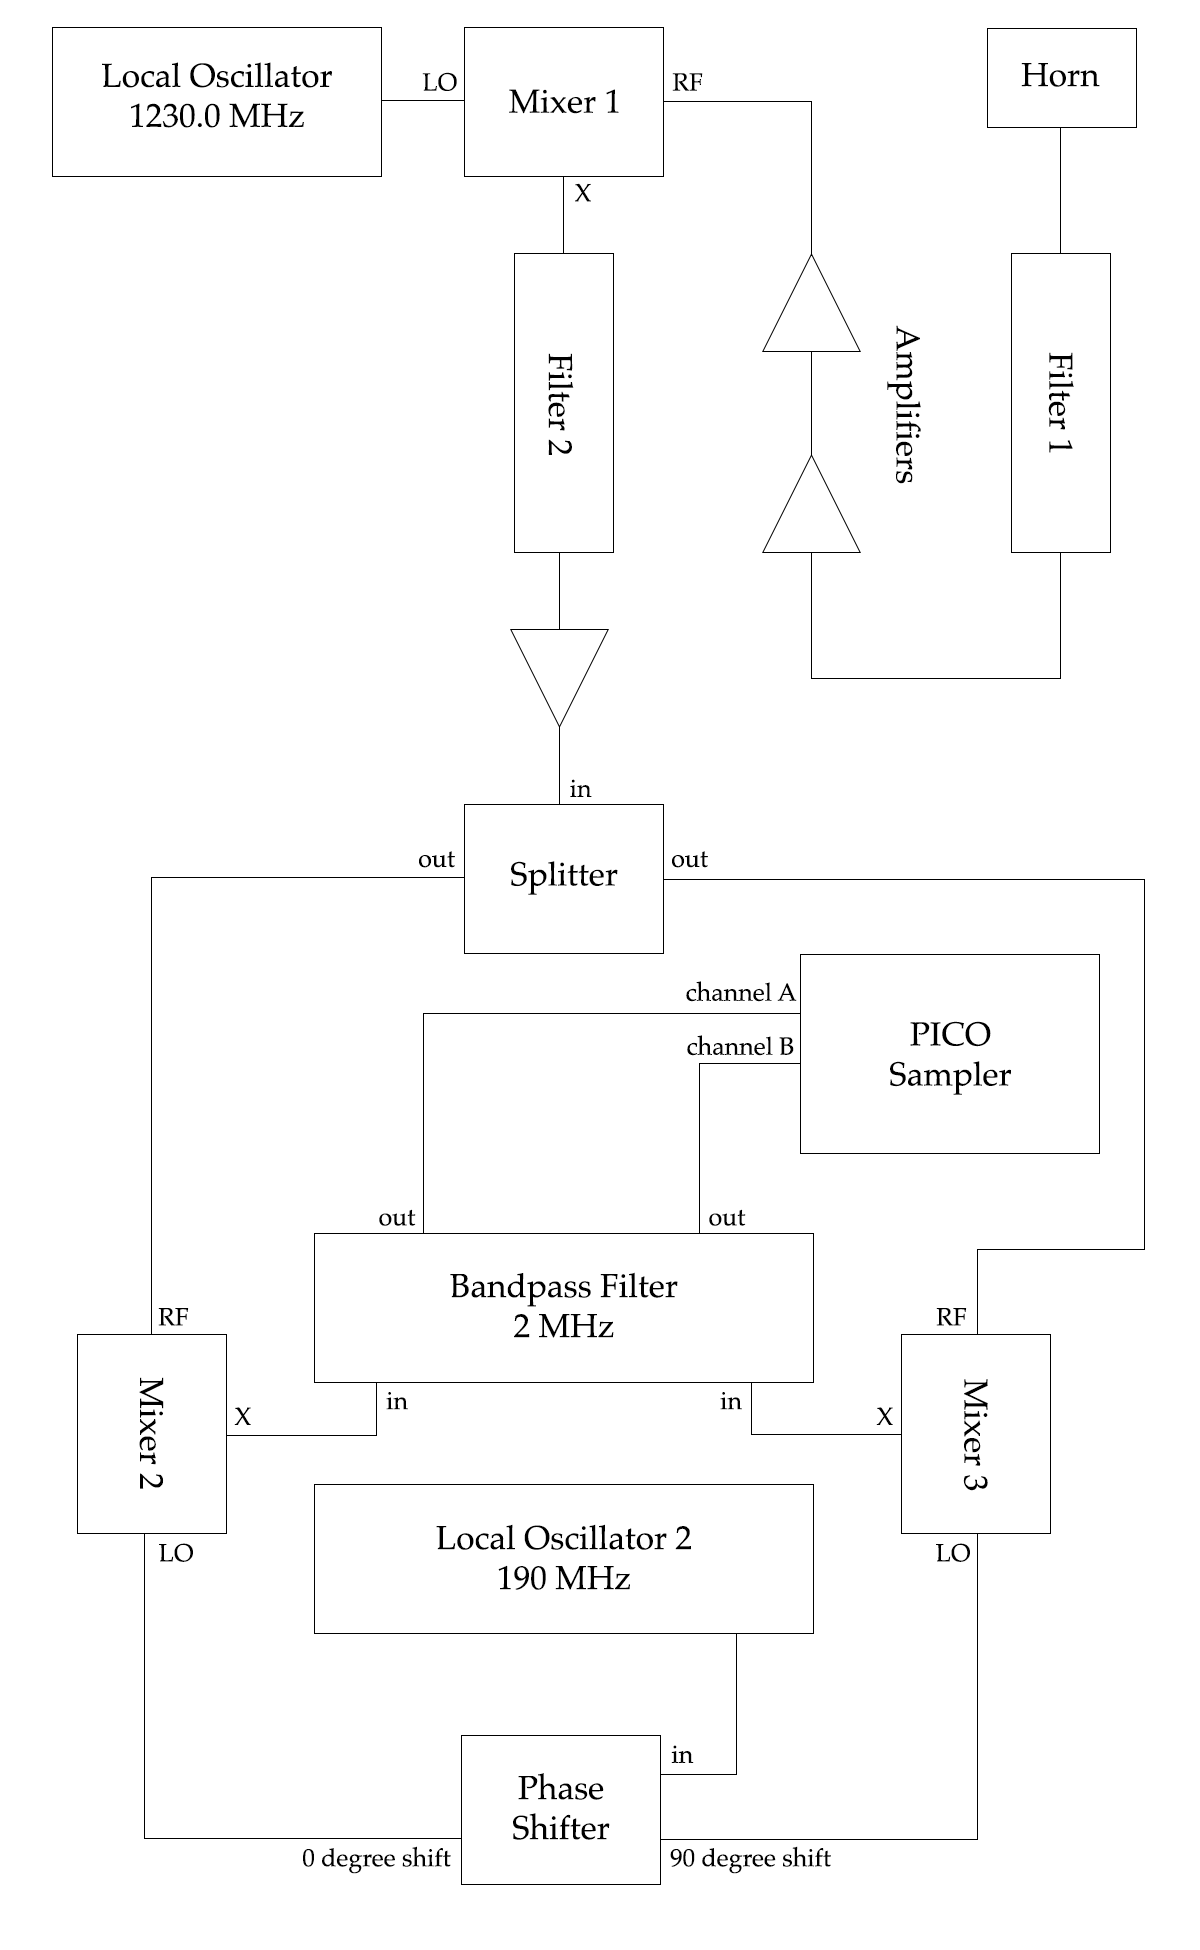 Local Oscillator
1230.0 MHz
LO
Mixer 1
RF
Horn
X
Filter 2
Amplifiers
Filter 1
in
out
Splitter
out
channel A
PICO
Sampler
channel B
out
out
Bandpass Filter
2 MHz
RF
RF
Mixer 2
X
in
in
X
Mixer 3
Local Oscillator 2
190 MHz
LO
LO
in
Phase
Shifter
0 degree shift
90 degree shift